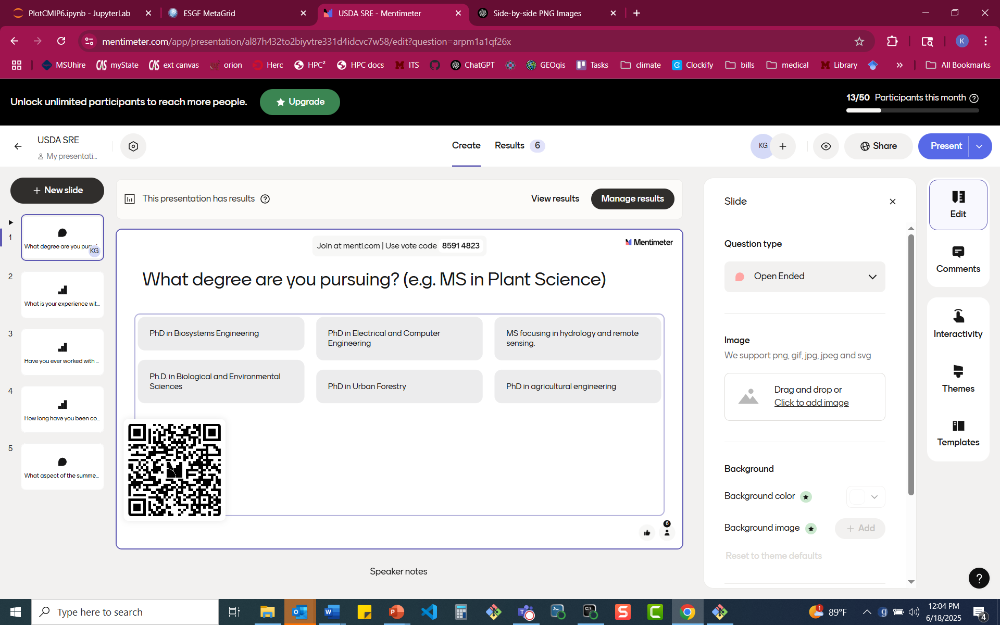 PlotCMIP6.ipynb - JupyterLab
ESGF MetaGrid
USDA SRE - Mentimeter
Side-by-side PNG Images
mentimeter.com/app/presentation/al87h432to2biyvtre331d4idcvc7w58/edit?question=arpm1a1qf26x
K
MSUhire
myState
ext canvas
orion
Herc
HPC²
HPC docs
ITS
ChatGPT
GEOgis
Tasks
climate
Clockify
bills
medical
Library
All Bookmarks
Unlock unlimited participants to reach more people.
Upgrade
13/50 Participants this month
USDA SRE
My presentati...
Create
Results 6
KG
Share
Present
New slide
This presentation has results
View results
Manage results
1
What degree are you pur
KG
2
What is your experience wit...
3
Have you ever worked with ...
4
How long have you been co...
5
What aspect of the summe...
Join at menti.com | Use vote code 8591 4823
Mentimeter
What degree are you pursuing? (e.g. MS in Plant Science)
PhD in Biosystems Engineering
PhD in Electrical and Computer
Engineering
MS focusing in hydrology and remote
sensing.
Ph.D. in Biological and Environmental
Sciences
PhD in Urban Forestry
PhD in agricultural engineering
6
Speaker notes
Slide
Question type
Open Ended
Image
We support png, gif, jpg, jpeg and svg
Drag and drop or
Click to add image
Background
Background color
Background image
Add
Reset to theme defaults
Edit
Comments
Interactivity
Themes
Templates
?
Type here to search
89°F
12:04 PM
6/18/2025
4